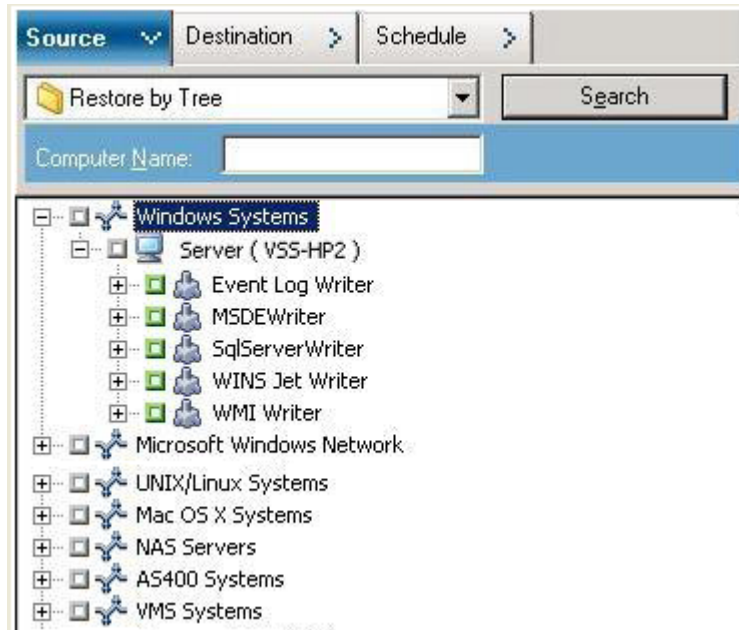 Source Destination Schedule
Restore by Tree Search
Computer Name:
Windows Systems
Server ( VSS-HP2 )
Event Log Writer
MSDEWriter
SqlServerWriter
WINS Jet Writer
WMI Writer
Microsoft Windows Network
UNIX/Linux Systems
Mac OS X Systems
NAS Servers
AS400 Systems
VMS Systems